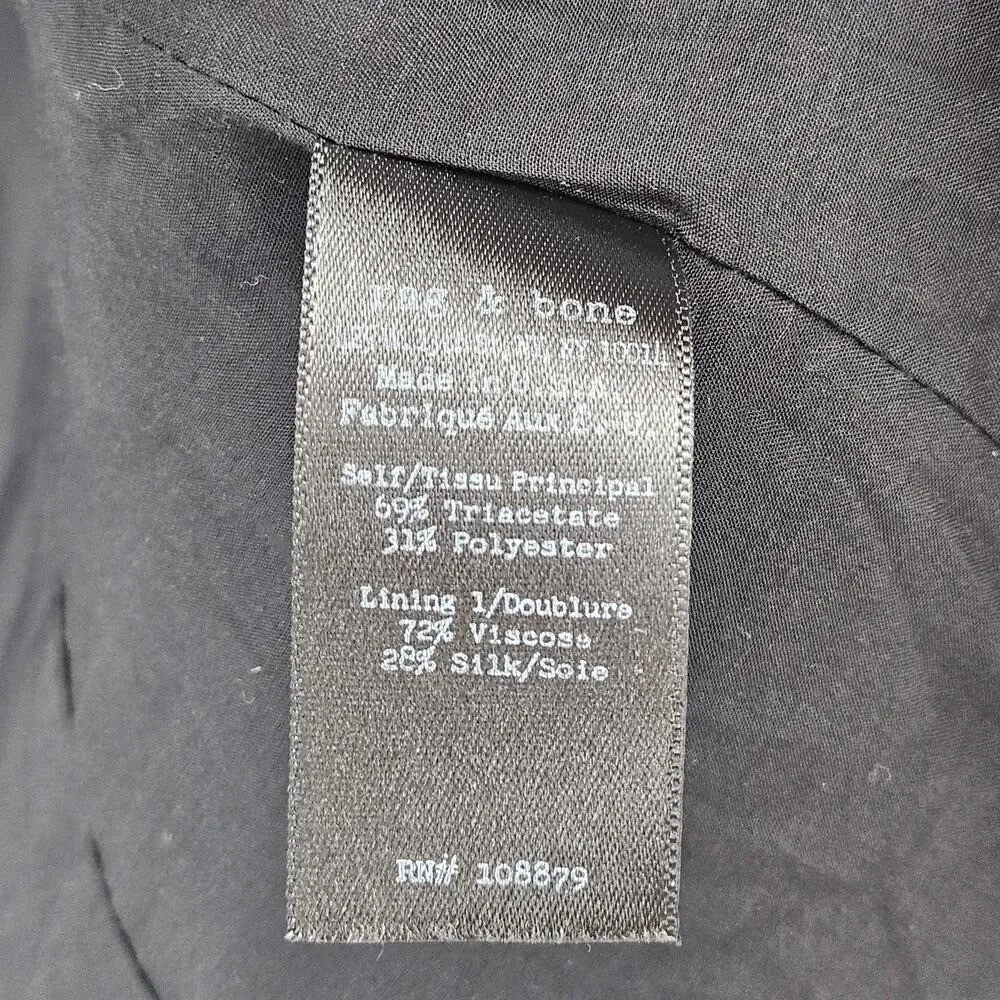 rag & bone
NY
Made in U.S.A.
Fabriqué Aux É.-U.
Self/Tissu Principal
69% Triacetate
31% Polyester
Lining 1/Doublure
72% Viscose
28% Silk/Soie
RN# 108879